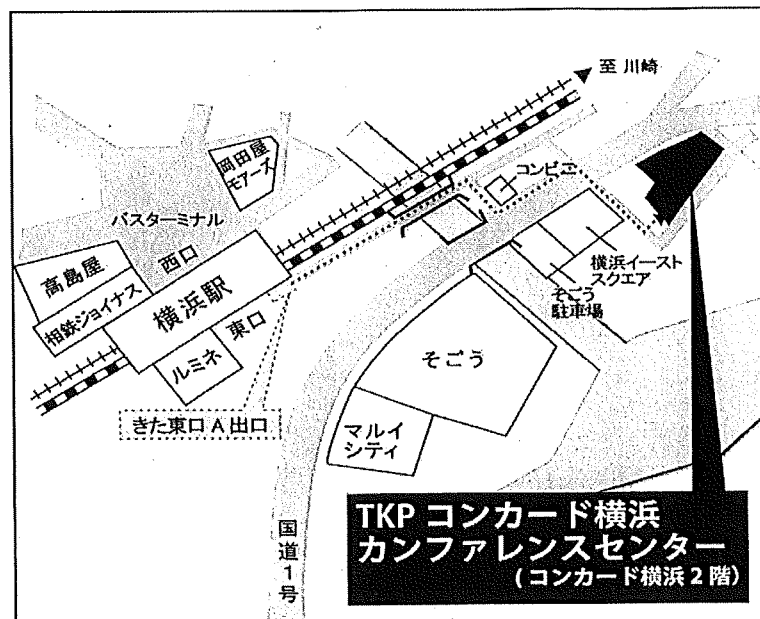 至 川崎
岡田屋
モアーズ
コンビニ
バスターミナル
西口
高島屋
相鉄ジョイナス
横浜駅
東口
ルミネ
横浜イースト
スクエア
そごう
駐車場
そごう
きた東口 A 出口
マルイ
シティ
国道1号
TKP コンカード横浜
カンファレンスセンター
(コンカード横浜 2 階)